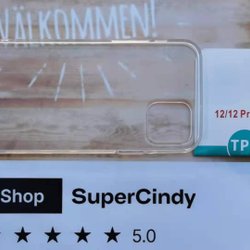 VÄLKOMMEN!
12/12 Pr
TP
Shop SuperCindy
5.0